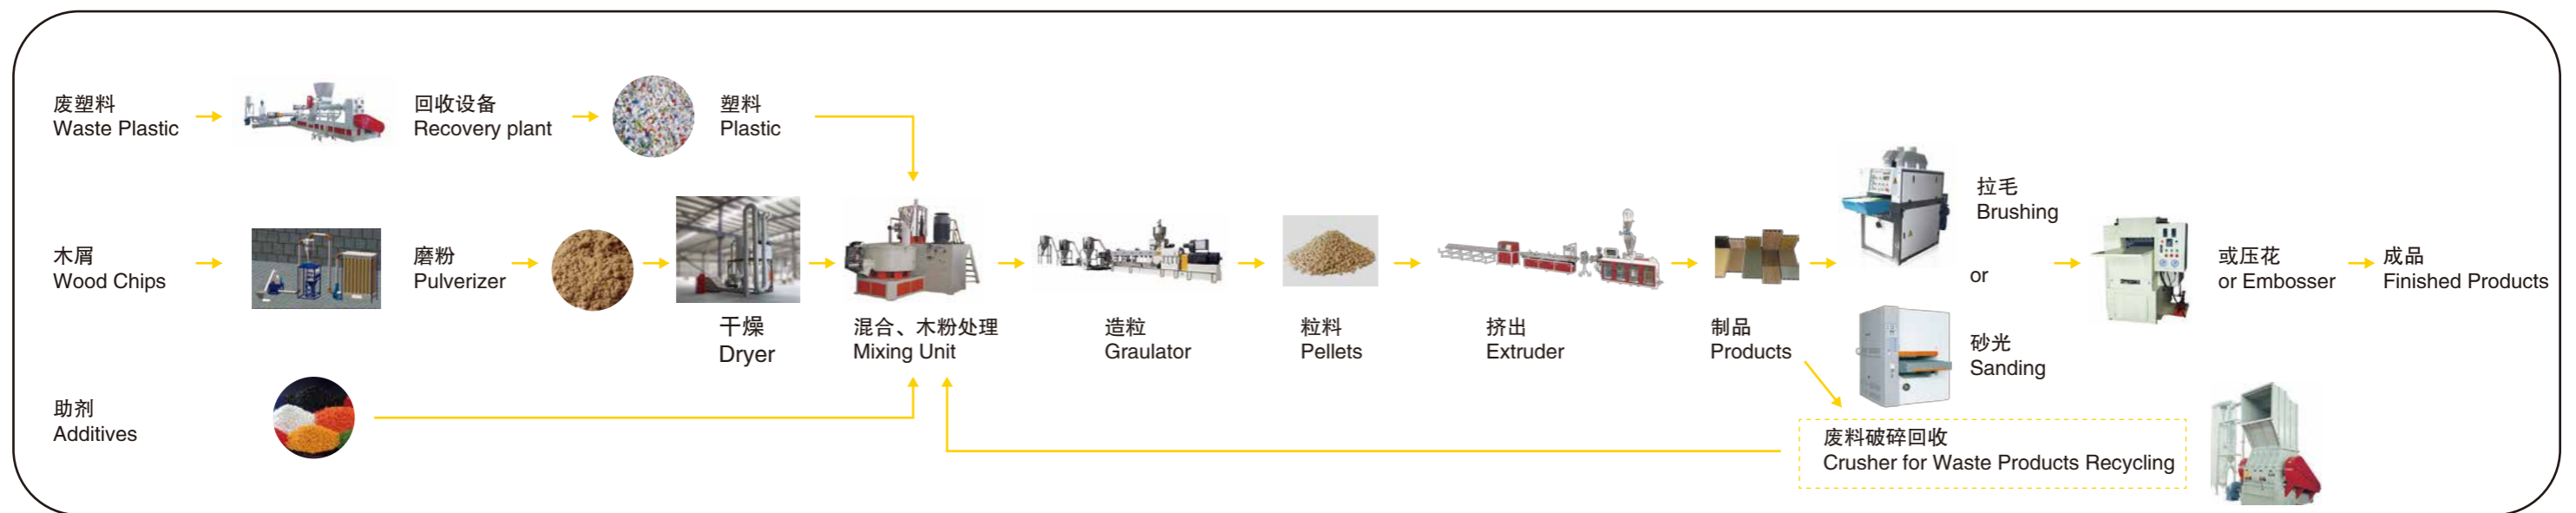 废塑料
Waste Plastic
回收设备
Recovery plant
塑料
Plastic
木屑
Wood Chips
磨粉
Pulverizer
干燥
Dryer
混合、木粉处理
Mixing Unit
造粒
Graulator
粒料
Pellets
挤出
Extruder
制品
Products
拉毛
Brushing
or
砂光
Sanding
或压花
or Embosser
成品
Finished Products
助剂
Additives
废料破碎回收
Crusher for Waste Products Recycling